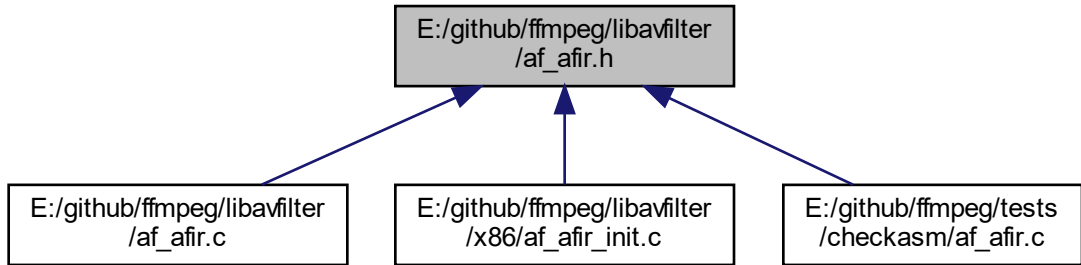 E:/github/ffmpeg/libavfilter
/af_afir.h
E:/github/ffmpeg/libavfilter
/af_afir.c
E:/github/ffmpeg/libavfilter
/x86/af_afir_init.c
E:/github/ffmpeg/tests
/checkasm/af_afir.c